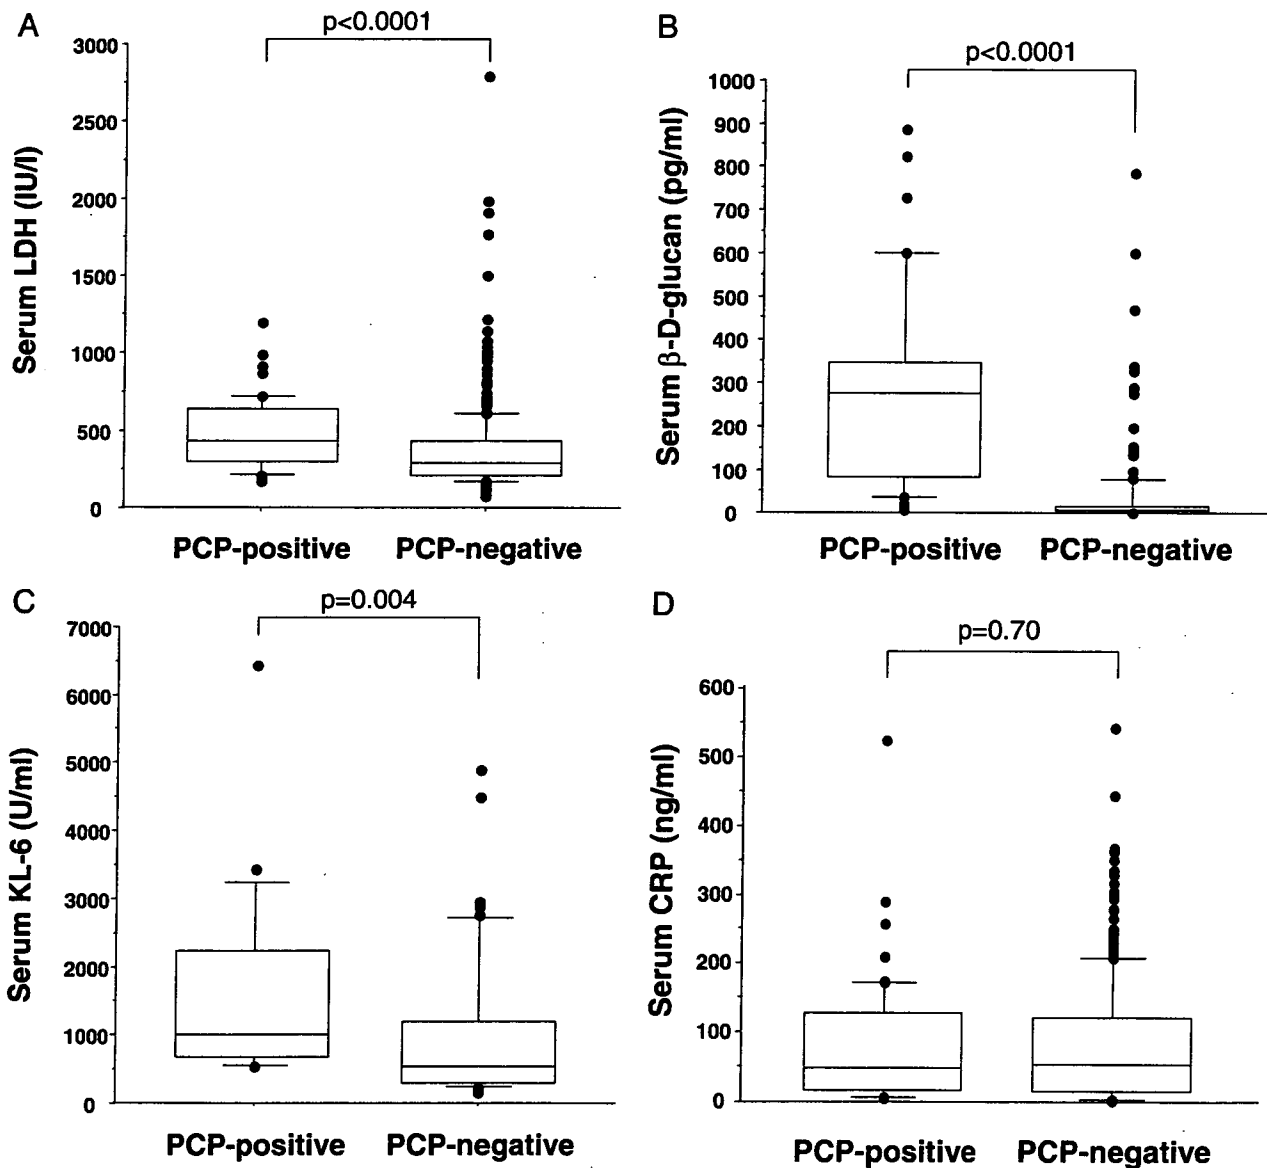 A
p<0.0001
3000
2500
2000
1500
1000
500
0
Serum LDH (IU/l)
PCP-positive PCP-negative
B
p<0.0001
1000
900
800
700
600
500
400
300
200
100
0
Serum β-D-glucan (pg/ml)
PCP-positive PCP-negative
C
p=0.004
7000
6000
5000
4000
3000
2000
1000
0
Serum KL-6 (U/ml)
PCP-positive PCP-negative
D
p=0.70
600
500
400
300
200
100
0
Serum CRP (ng/ml)
PCP-positive PCP-negative